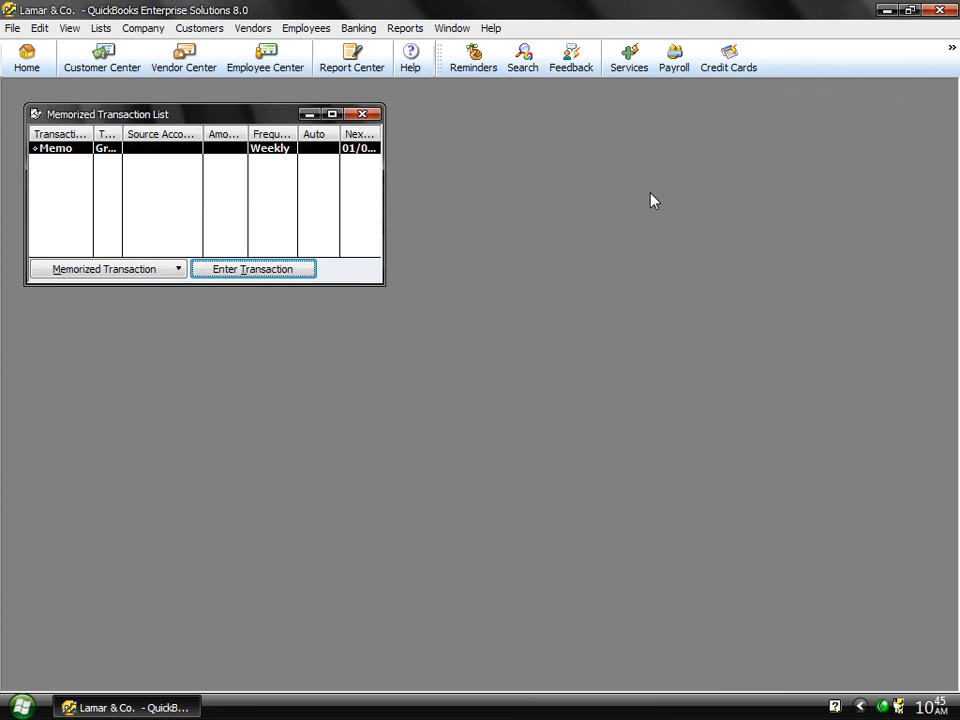 Lamar & Co. - QuickBooks Enterprise Solutions 8.0
File Edit View Lists Company Customers Vendors Employees Banking Reports Window Help
Home Customer Center Vendor Center Employee Center Report Center Help Reminders Search Feedback Services Payroll Credit Cards »
Memorized Transaction List
Transacti... T... Source Acco... Amo... Frequ... Auto Nex...
Memo Gr... Weekly 01/0...
Memorized Transaction Enter Transaction
Lamar & Co. - QuickB... 10 45 AM